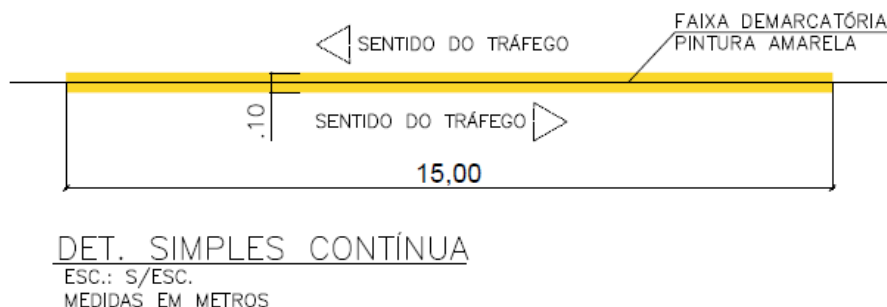 FAIXA DEMARCATÓRIA
PINTURA AMARELA
SENTIDO DO TRÁFEGO
.10
SENTIDO DO TRÁFEGO
15,00
DET. SIMPLES CONTÍNUA
ESC.: S/ESC.
MEDIDAS EM METROS